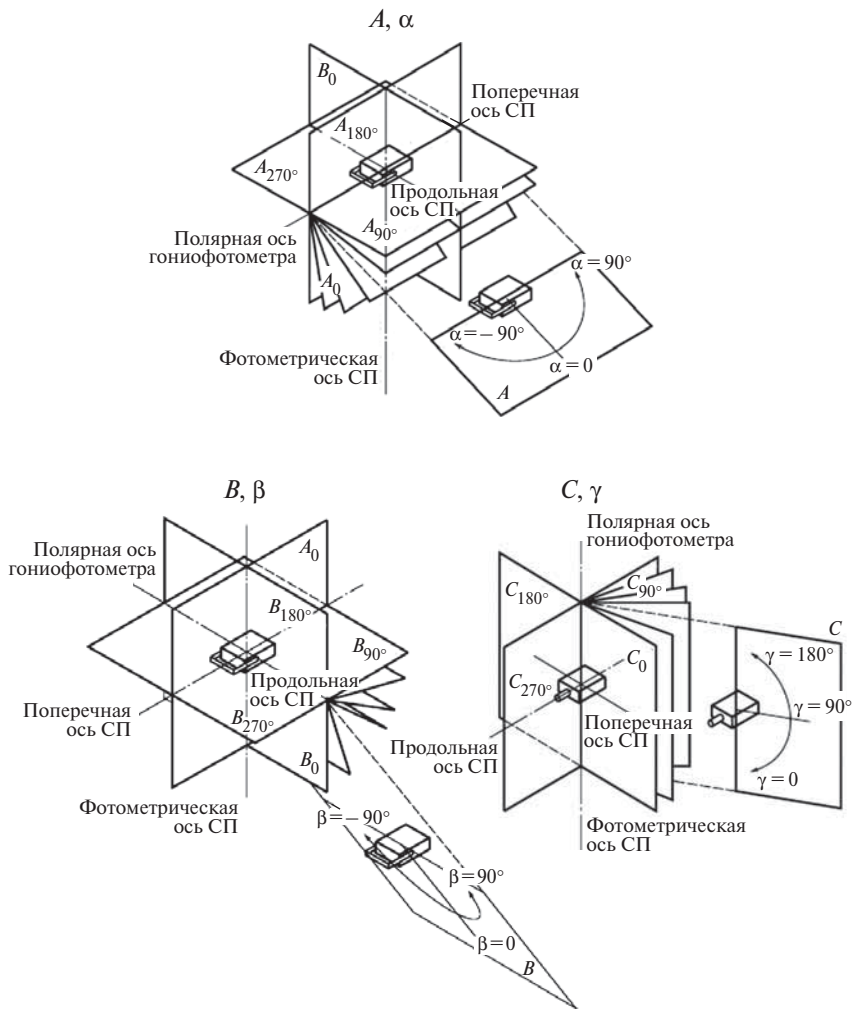 A, α
B₀
Поперечная
ось СП
A₁₈₀°
A₂₇₀°
Продольная
ось СП
A₉₀°
Полярная ось
гониофотометра
A₀
α = 90°
α = – 90°
α = 0
Фотометрическая
ось СП
A
B, β
Полярная ось
гониофотометра
A₀
B₁₈₀°
B₉₀°
Продольная
ось СП
Поперечная
ось СП
B₂₇₀°
B₀
Фотометрическая
ось СП
β = – 90°
β = 90°
β = 0
B
C, γ
Полярная ось
гониофотометра
C₁₈₀°
C₉₀°
C
C₀
γ = 180°
C₂₇₀°
γ = 90°
Поперечная
ось СП
Продольная
ось СП
γ = 0
Фотометрическая
ось СП